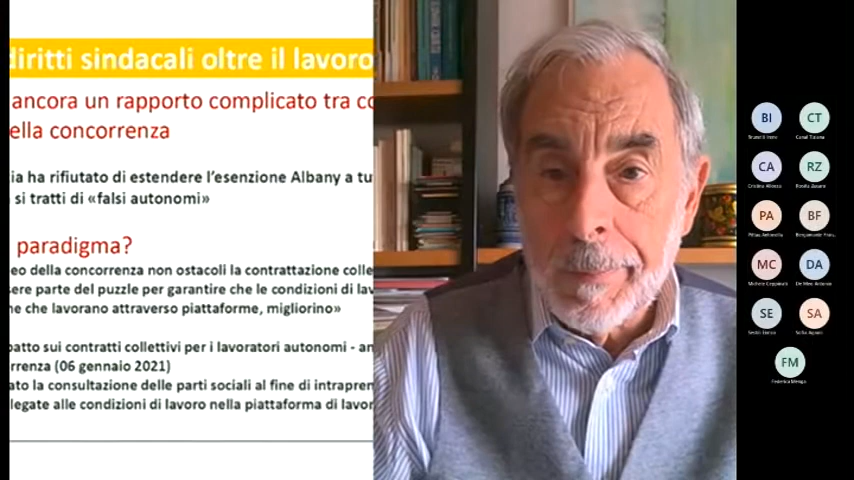 diritti sindacali oltre il lavoro
ancora un rapporto complicato tra co
ella concorrenza
ia ha rifiutato di estendere l'esenzione Albany a tu
si tratti di «falsi autonomi»
paradigma?
eo della concorrenza non ostacoli la contrattazione colle
sere parte del puzzle per garantire che le condizioni di lav
ne che lavorano attraverso piattaforme, migliorino»
patto sui contratti collettivi per i lavoratori autonomi - an
rrenza (06 gennaio 2021)
ato la consultazione delle parti sociali al fine di intrapren
legate alle condizioni di lavoro nella piattaforma di lavor
BI CT
CA RZ
PA BF
MC DA
SE SA
FM